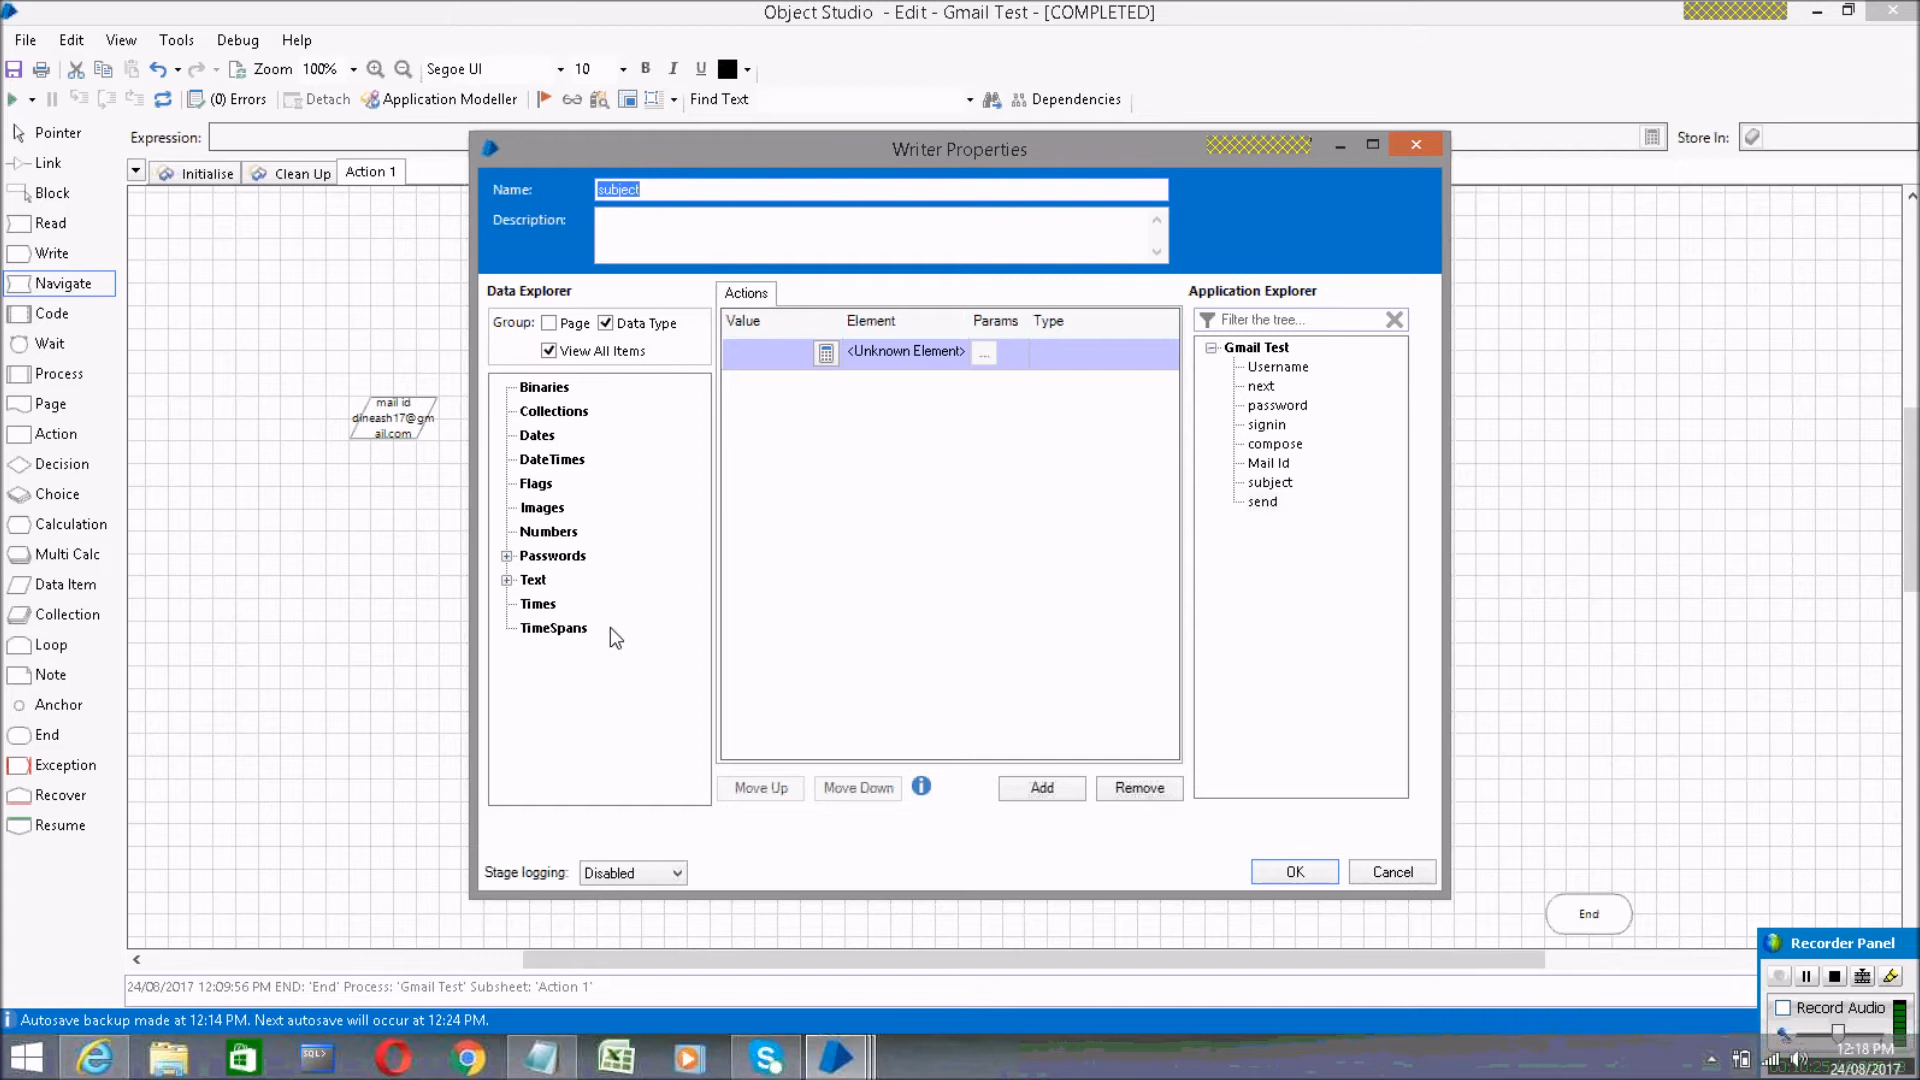 Object Studio - Edit - Gmail Test - [COMPLETED]
File Edit View Tools Debug Help
Zoom 100% Segoe UI 10 B I U
(0) Errors Detach Application Modeller Find Text Dependencies
Pointer
Expression:
Store In:
Link
Initialise Clean Up Action 1
Block
Read
Write
Navigate
Code
Wait
Process
Page
Action
Decision
Choice
Calculation
Multi Calc
Data Item
Collection
Loop
Note
Anchor
End
Exception
Recover
Resume
mail id
dineash17@gm
ail.com
Writer Properties
Name: subject
Description:
Data Explorer
Group: Page Data Type
View All Items
Binaries
Collections
Dates
DateTimes
Flags
Images
Numbers
Passwords
Text
Times
TimeSpans
Actions
Value Element Params Type
<Unknown Element> ...
Move Up Move Down Add Remove
Application Explorer
Filter the tree...
Gmail Test
Username
next
password
signin
compose
Mail Id
subject
send
Stage logging: Disabled
OK Cancel
End
24/08/2017 12:09:56 PM END: 'End' Process: 'Gmail Test' Subsheet: 'Action 1'
Autosave backup made at 12:14 PM. Next autosave will occur at 12:24 PM.
Recorder Panel
Record Audio
SQL>
12:18 PM
24/08/2017